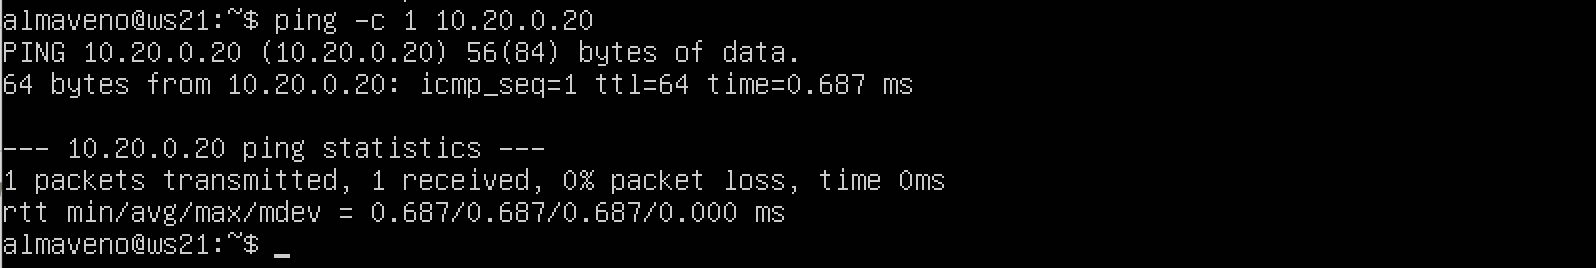 almaveno@ws21:~$ ping -c 1 10.20.0.20
PING 10.20.0.20 (10.20.0.20) 56(84) bytes of data.
64 bytes from 10.20.0.20: icmp_seq=1 ttl=64 time=0.687 ms

--- 10.20.0.20 ping statistics ---
1 packets transmitted, 1 received, 0% packet loss, time 0ms
rtt min/avg/max/mdev = 0.687/0.687/0.687/0.000 ms
almaveno@ws21:~$ _